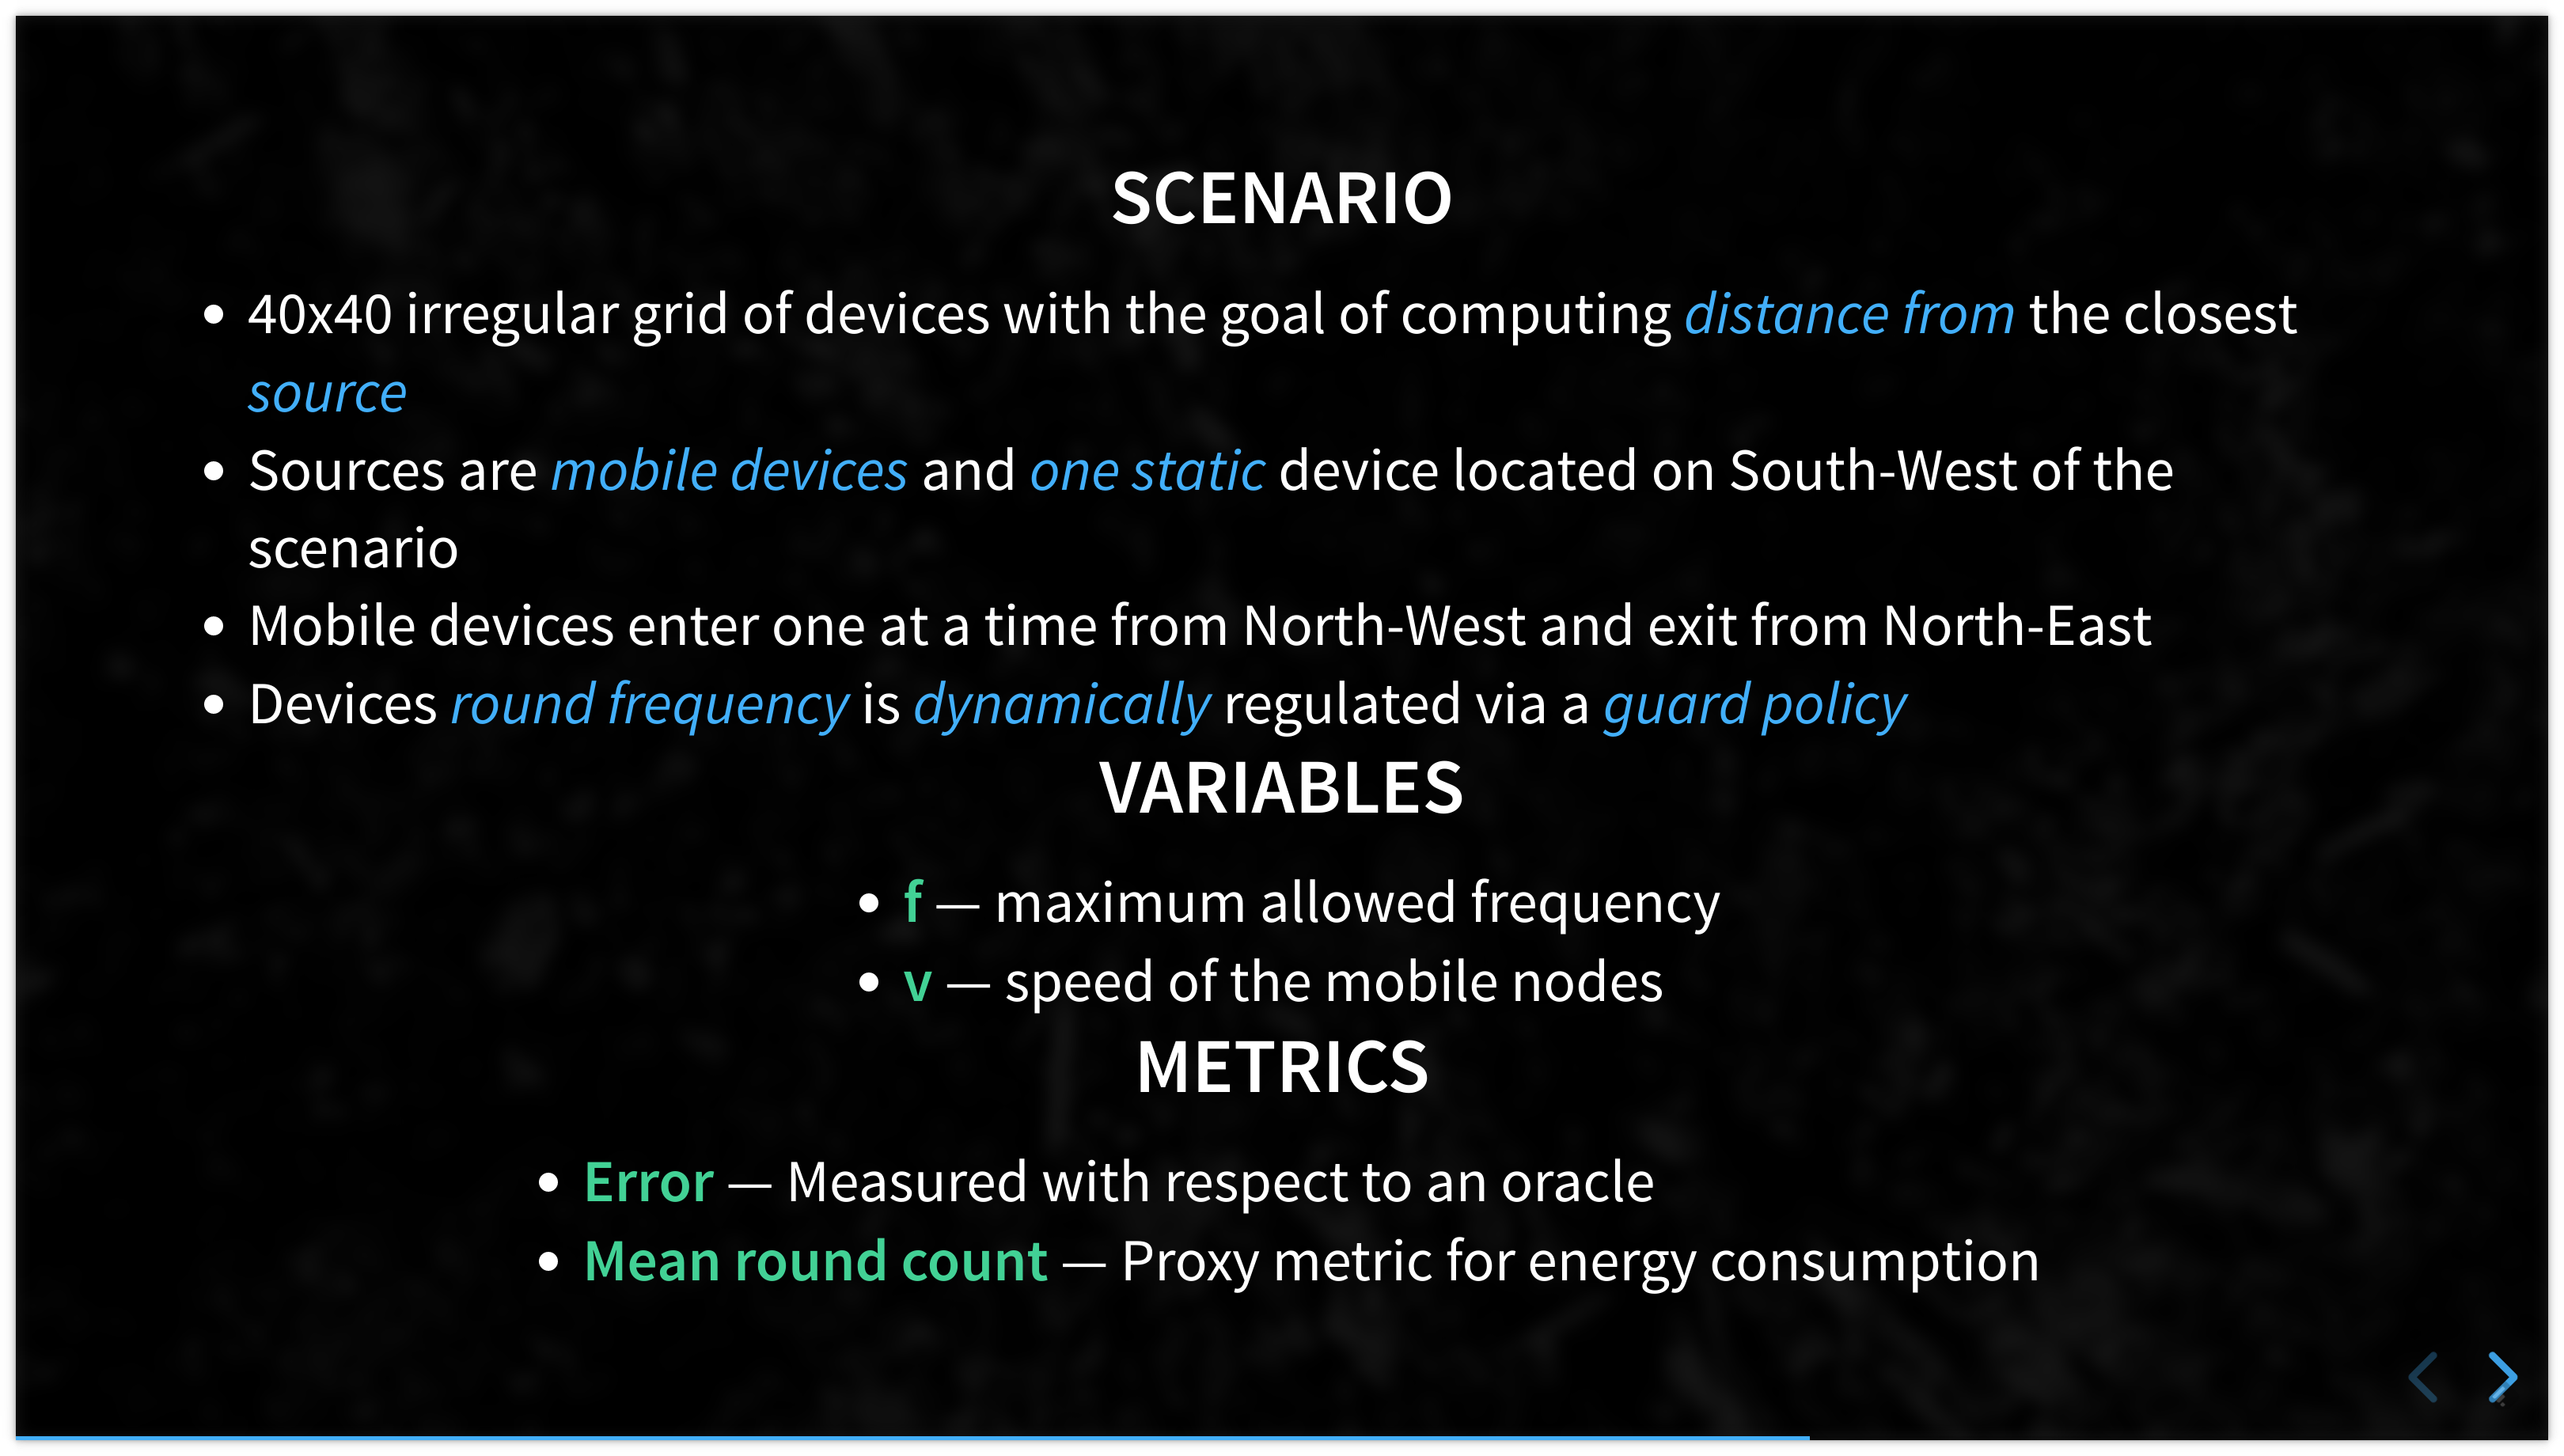 SCENARIO
• 40x40 irregular grid of devices with the goal of computing distance from the closest
source
• Sources are mobile devices and one static device located on South-West of the
scenario
• Mobile devices enter one at a time from North-West and exit from North-East
• Devices round frequency is dynamically regulated via a guard policy
VARIABLES
• f — maximum allowed frequency
• v — speed of the mobile nodes
METRICS
• Error — Measured with respect to an oracle
• Mean round count — Proxy metric for energy consumption